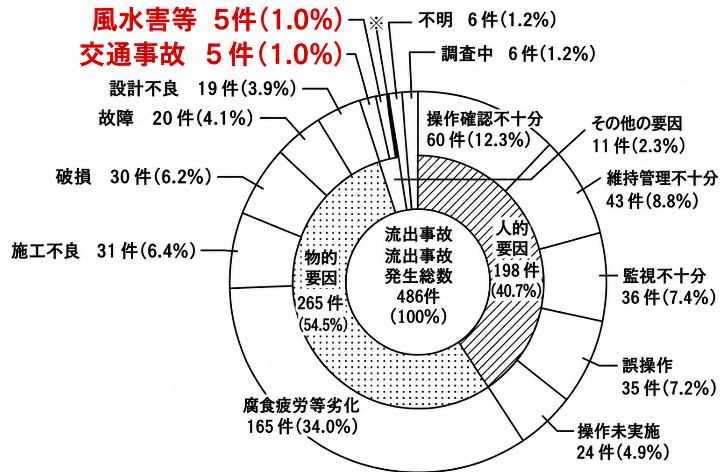 風水害等 5件(1.0%)
※
不明 6件(1.2%)
交通事故 5件(1.0%)
調査中 6件(1.2%)
設計不良 19件(3.9%)
故障 20件(4.1%)
操作確認不十分
60件(12.3%)
その他の要因
11件(2.3%)
破損 30件(6.2%)
維持管理不十分
43件(8.8%)
施工不良 31件(6.4%)
物的
要因
265件
(54.5%)
流出事故
流出事故
発生総数
486件
(100%)
人的
要因
198件
(40.7%)
監視不十分
36件(7.4%)
誤操作
35件(7.2%)
腐食疲労等劣化
165件(34.0%)
操作未実施
24件(4.9%)